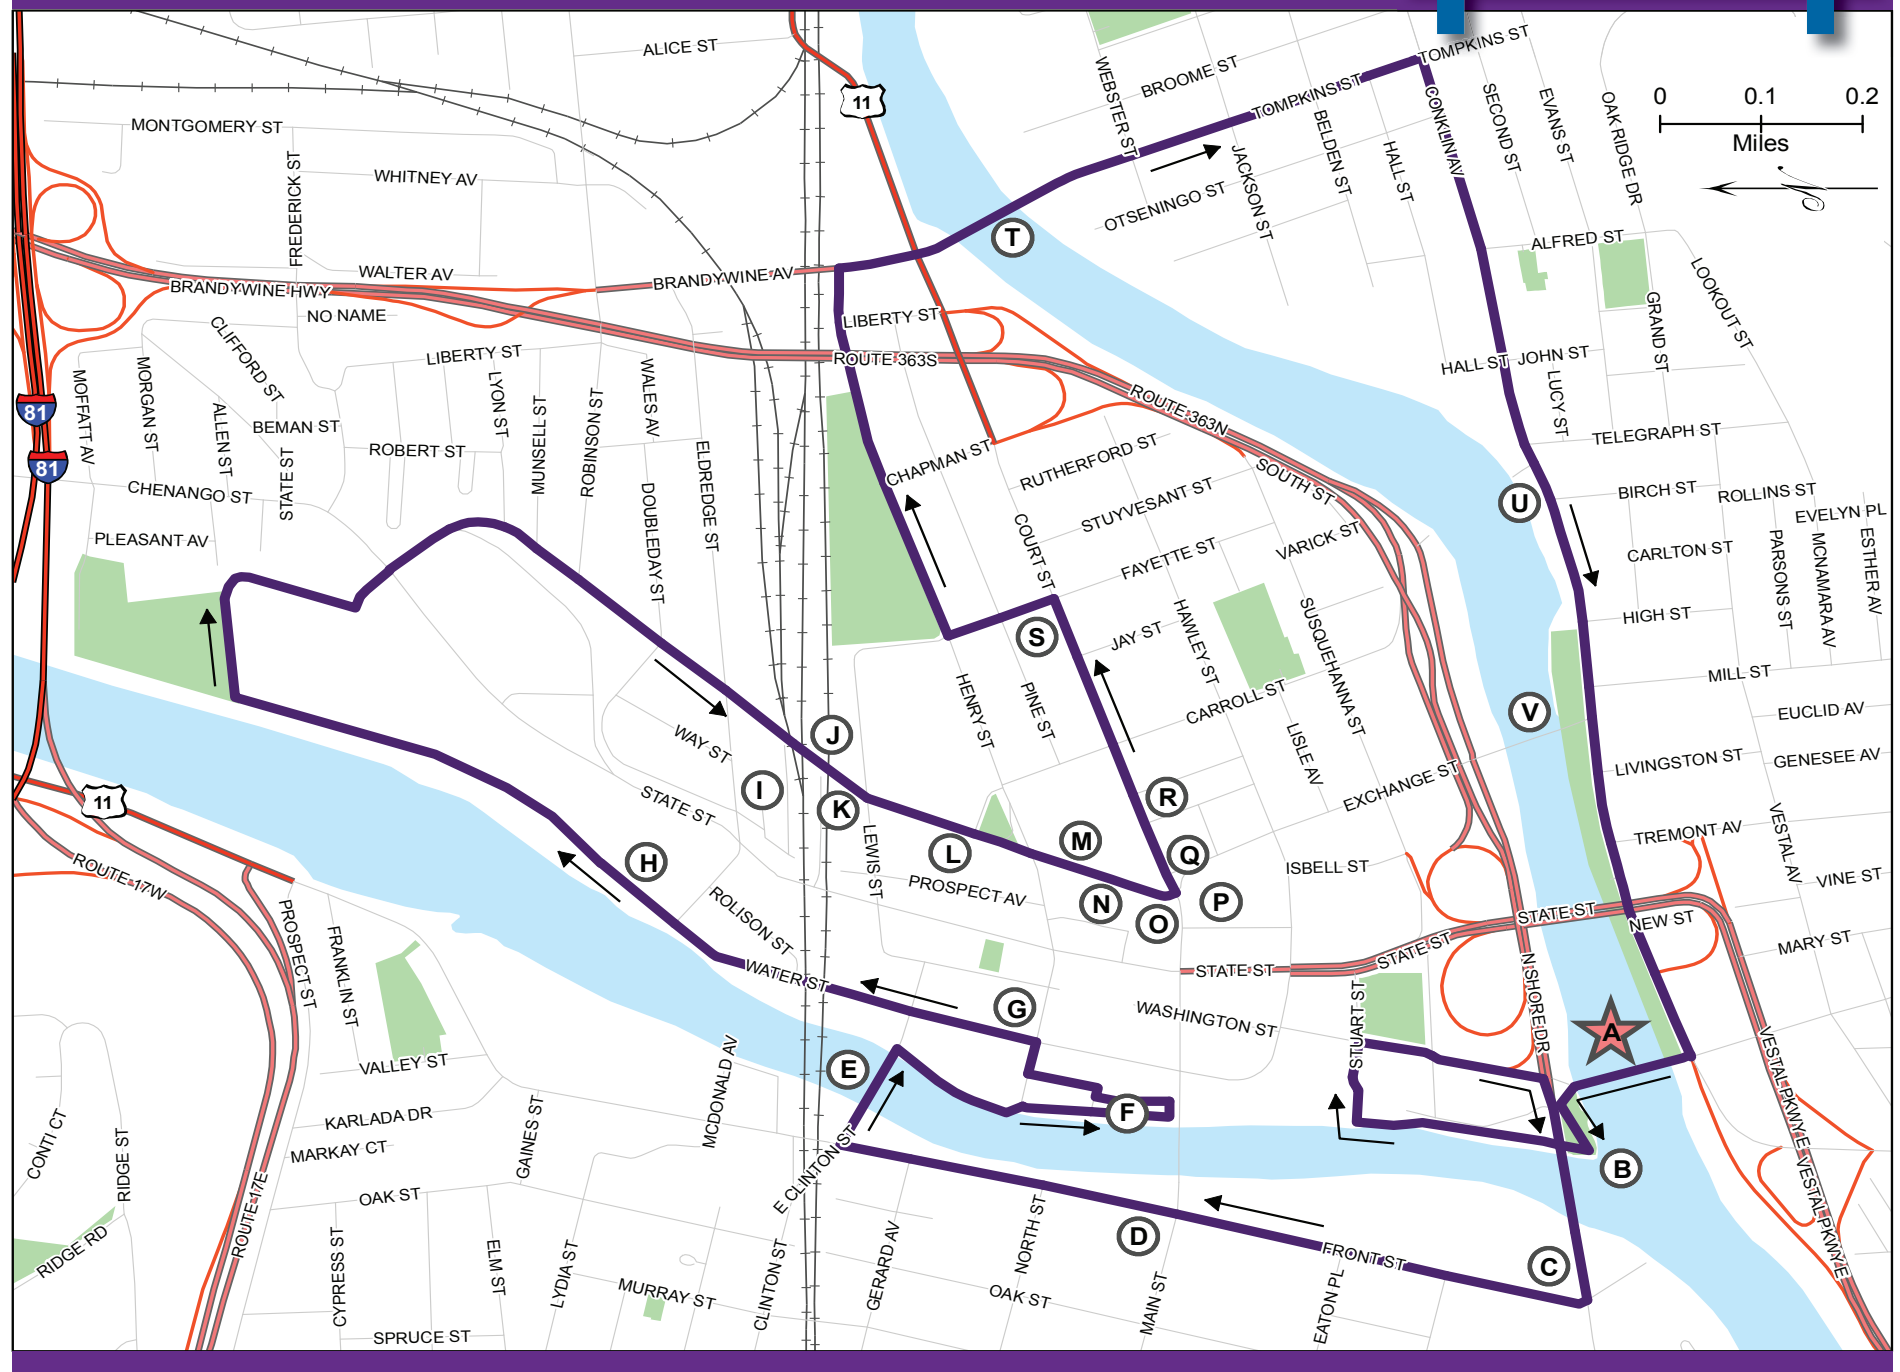 ALICE ST
11
MONTGOMERY ST
FREDERICK ST
WHITNEY AV
WALTER AV
BRANDYWINE HWY
BRANDYWINE AV
NO NAME
CLIFFORD ST
LIBERTY ST
LIBERTY ST
ROUTE 363S
WEBSTER ST
BROOME ST
TOMPKINS ST
TOMPKINS ST
CONKLIN AV
SECOND ST
EVANS ST
OAK RIDGE DR
0
0.1
0.2
Miles
BELDEN ST
HALL ST
JACKSON ST
OTSENINGO ST
T
ALFRED ST
LOOKOUT ST
GRAND ST
HALL ST
JOHN ST
LUCY ST
TELEGRAPH ST
81
81
MOFFATT AV
MORGAN ST
ALLEN ST
BEMAN ST
STATE ST
ROBERT ST
LYON ST
MUNSELL ST
ROBINSON ST
WALES AV
ELDREDGE ST
DOUBLEDAY ST
CHENANGO ST
PLEASANT AV
CHAPMAN ST
RUTHERFORD ST
ROUTE 363N
SOUTH ST
STUYVESANT ST
COURT ST
FAYETTE ST
VARICK ST
U
BIRCH ST
ROLLINS ST
EVELYN PL
CARLTON ST
PARSONS ST
MCNAMARA AV
ESTHER AV
HIGH ST
MILL ST
S
JAY ST
HAWLEY ST
SUSQUEHANNA ST
HENRY ST
PINE ST
CARROLL ST
LISLE AV
V
EUCLID AV
LIVINGSTON ST
GENESEE AV
EXCHANGE ST
WAY ST
J
I
K
R
STATE ST
11
ROUTE 17W
H
LEWIS ST
L
M
Q
N
O
P
PROSPECT AV
ISBELL ST
TREMONT AV
VESTAL AV
VINE ST
ROLISON ST
PROSPECT ST
FRANKLIN ST
STATE ST
STATE ST
STATE ST
NEW ST
MARY ST
WATER ST
G
WASHINGTON ST
STUART ST
N SHORE DR
A
VALLEY ST
MCDONALD AV
E
F
VESTAL PKWY E
VESTAL PKWY E
CONTI CT
RIDGE ST
KARLADA DR
MARKAY CT
GAINES ST
E CLINTON ST
B
OAK ST
ROUTE 17E
RIDGE RD
CYPRESS ST
ELM ST
LYDIA ST
MURRAY ST
SPRUCE ST
CLINTON ST
GERARD AV
NORTH ST
OAK ST
D
MAIN ST
FRONT ST
EATON PL
C